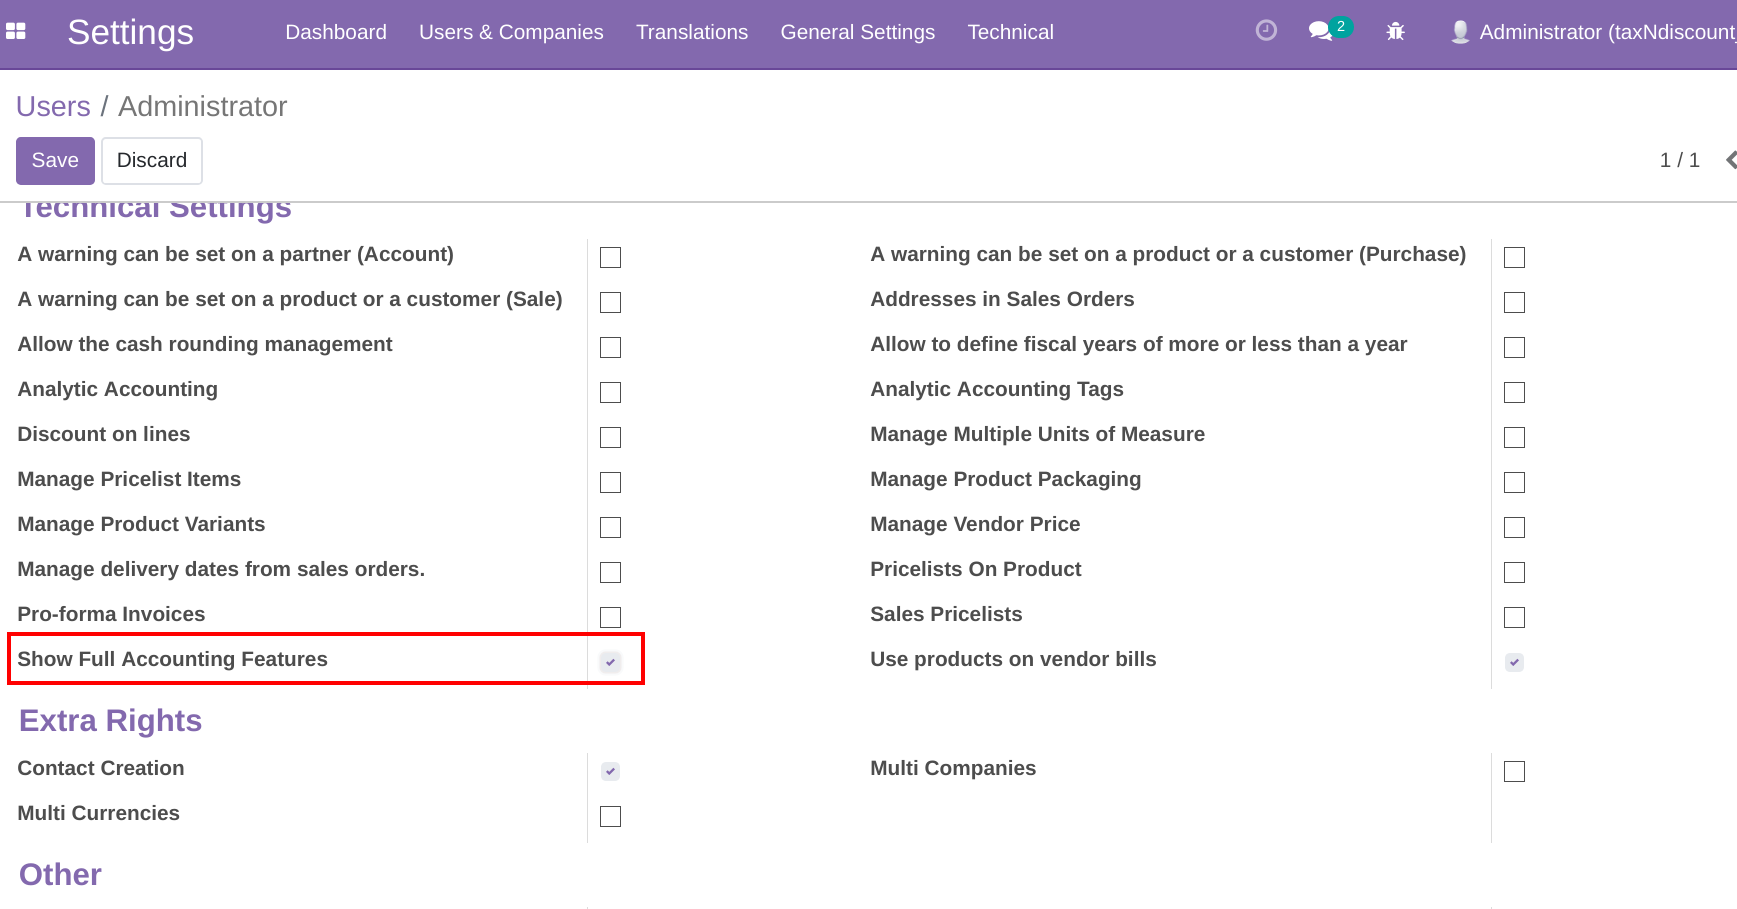 Settings Dashboard Users & Companies Translations General Settings Technical 2 Administrator (taxNdiscount_
Users / Administrator
Save Discard 1 / 1
Technical Settings
A warning can be set on a partner (Account) A warning can be set on a product or a customer (Purchase)
A warning can be set on a product or a customer (Sale) Addresses in Sales Orders
Allow the cash rounding management Allow to define fiscal years of more or less than a year
Analytic Accounting Analytic Accounting Tags
Discount on lines Manage Multiple Units of Measure
Manage Pricelist Items Manage Product Packaging
Manage Product Variants Manage Vendor Price
Manage delivery dates from sales orders. Pricelists On Product
Pro-forma Invoices Sales Pricelists
Show Full Accounting Features Use products on vendor bills
Extra Rights
Contact Creation Multi Companies
Multi Currencies
Other